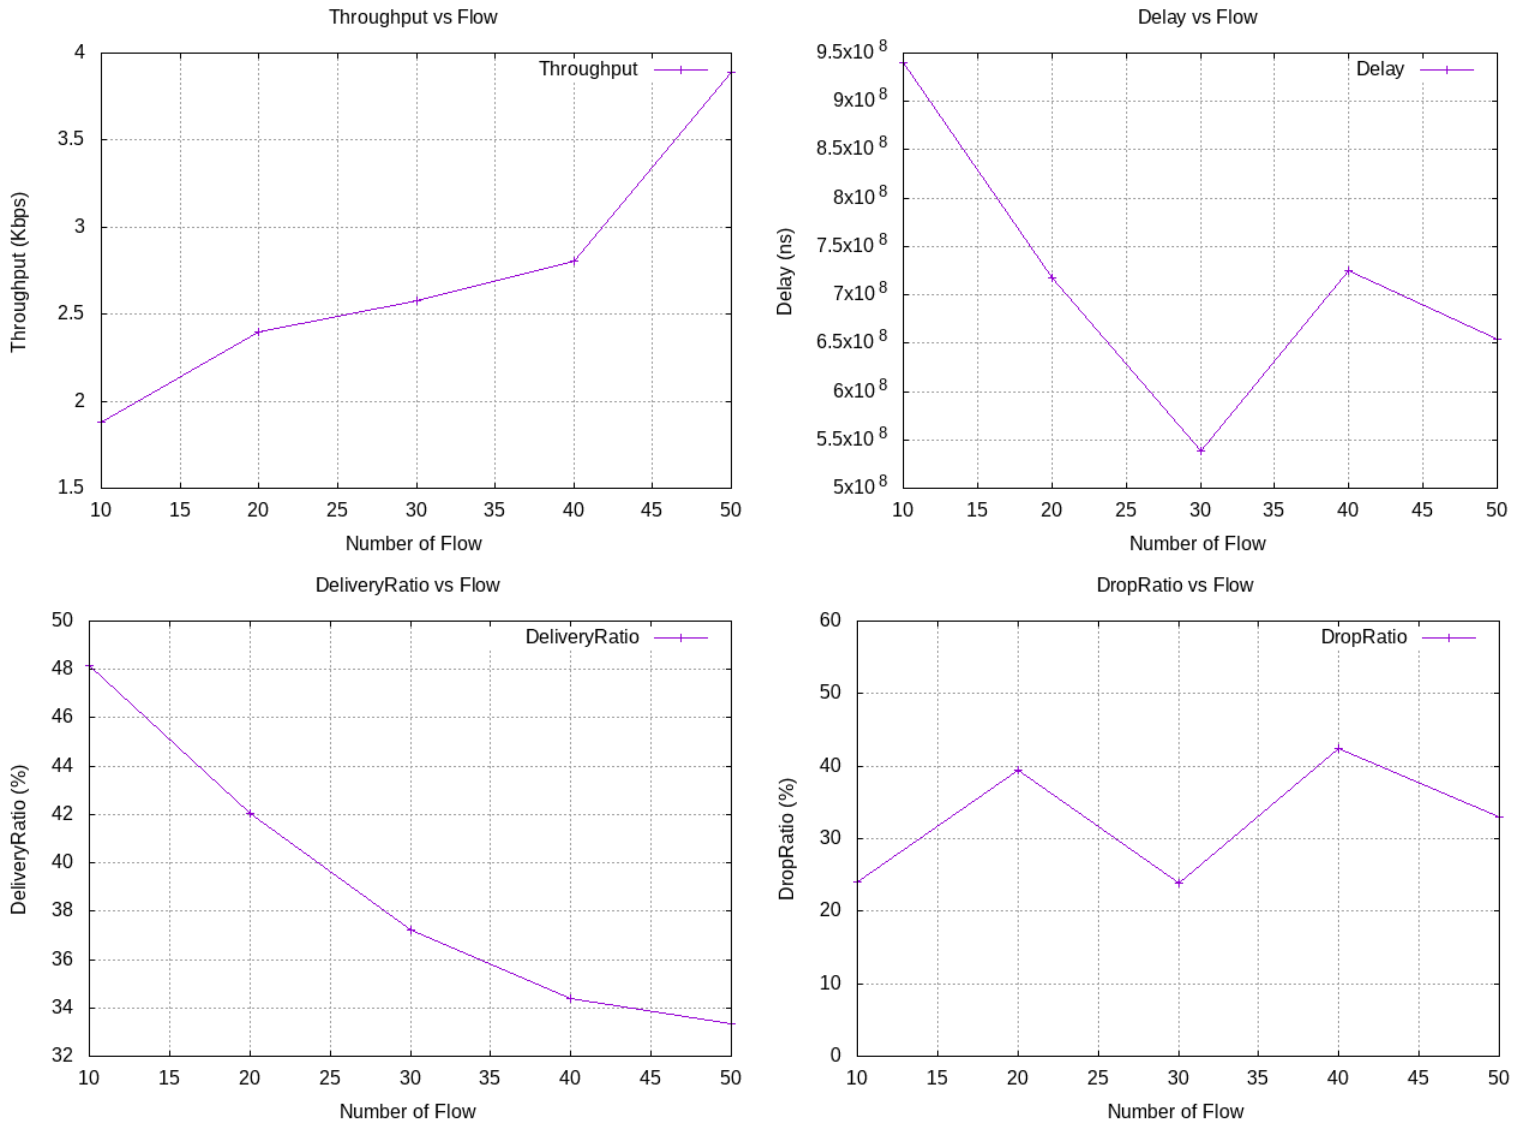 Throughput vs Flow
4
3.5
3
2.5
2
1.5
Throughput (Kbps)
Throughput
10 15 20 25 30 35 40 45 50
Number of Flow
Delay vs Flow
9.5x10 8
9x10 8
8.5x10 8
8x10 8
7.5x10 8
7x10 8
6.5x10 8
6x10 8
5.5x10 8
5x10 8
Delay (ns)
Delay
10 15 20 25 30 35 40 45 50
Number of Flow
DeliveryRatio vs Flow
50
48
46
44
42
40
38
36
34
32
DeliveryRatio (%)
DeliveryRatio
10 15 20 25 30 35 40 45 50
Number of Flow
DropRatio vs Flow
60
50
40
30
20
10
0
DropRatio (%)
DropRatio
10 15 20 25 30 35 40 45 50
Number of Flow